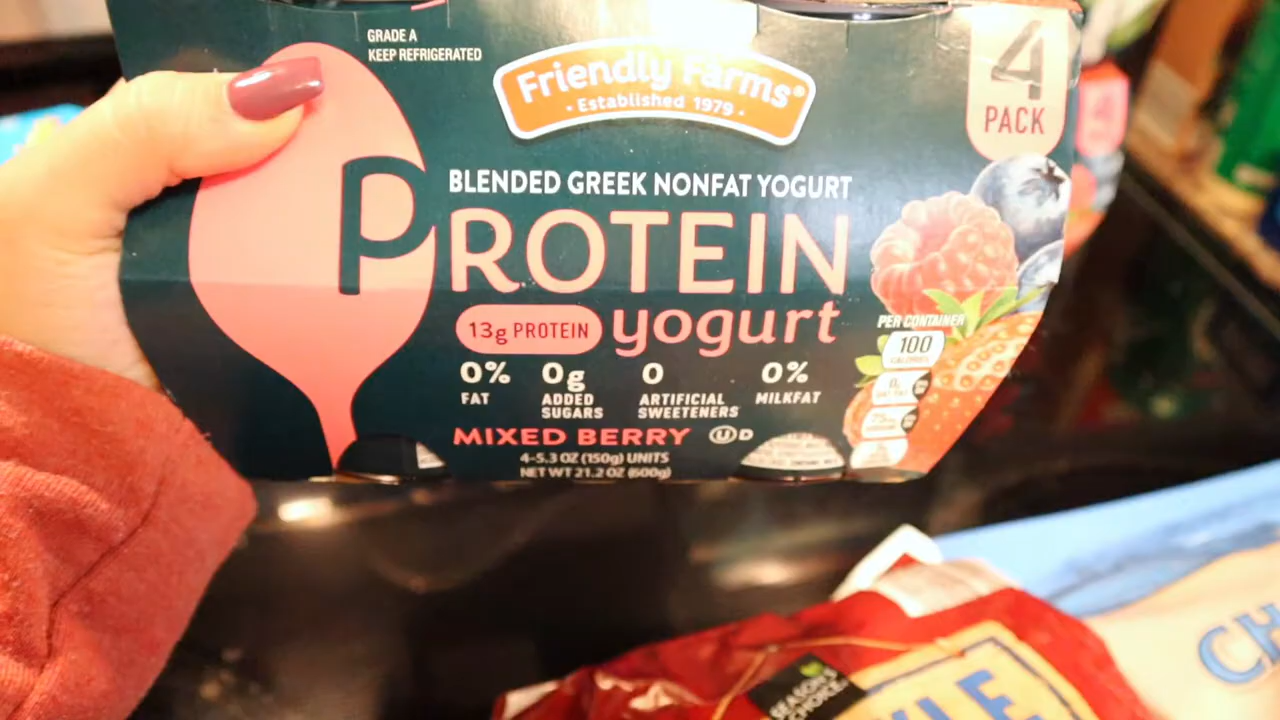 GRADE A
KEEP REFRIGERATED
Friendly Farms®
· Established 1979 ·
4
PACK
BLENDED GREEK NONFAT YOGURT
PROTEIN
13g PROTEIN
yogurt
PER CONTAINER
100
CALORIES
0% FAT
0g ADDED SUGARS
0 ARTIFICIAL SWEETENERS
0% MILKFAT
MIXED BERRY
U D
4-5.3 OZ (150g) UNITS
NET WT 21.2 OZ (600g)
SEASON'S
CHOICE
CH